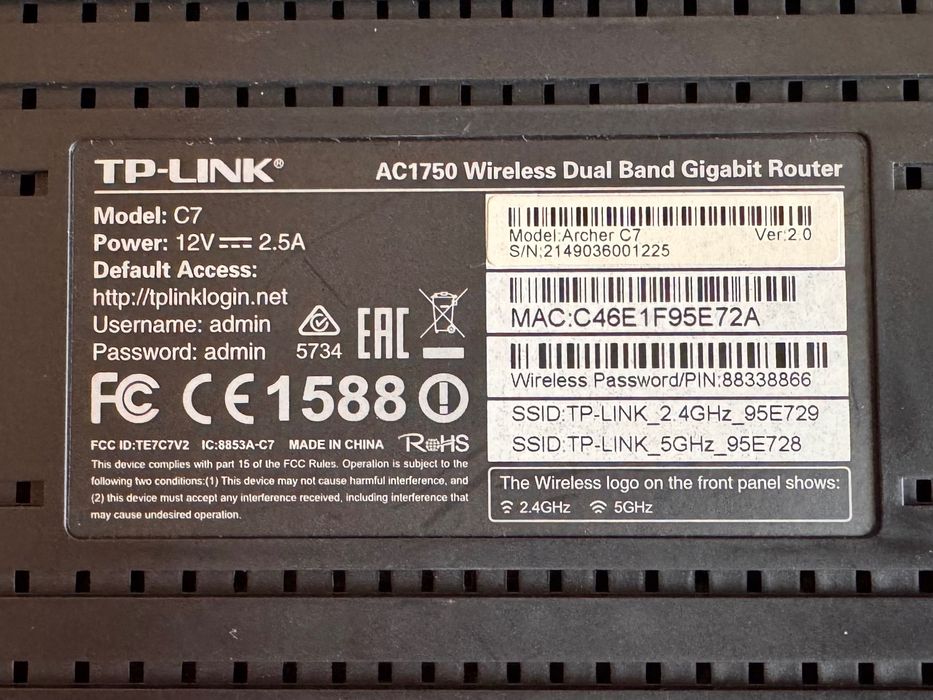 TP-LINK®
AC1750 Wireless Dual Band Gigabit Router
Model: C7
Power: 12V 2.5A
Default Access:
http://tplinklogin.net
Username: admin
Password: admin
5734
EAC
FC CE1588
FCC ID:TE7C7V2 IC:8853A-C7 MADE IN CHINA RoHS
This device complies with part 15 of the FCC Rules. Operation is subject to the
following two conditions:(1) This device may not cause harmful interference, and
(2) this device must accept any interference received, including interference that
may cause undesired operation.
Model:Archer C7 Ver:2.0
S/N:2149036001225
MAC:C46E1F95E72A
Wireless Password/PIN:88338866
SSID:TP-LINK_2.4GHz_95E729
SSID:TP-LINK_5GHz_95E728
The Wireless logo on the front panel shows:
2.4GHz 5GHz